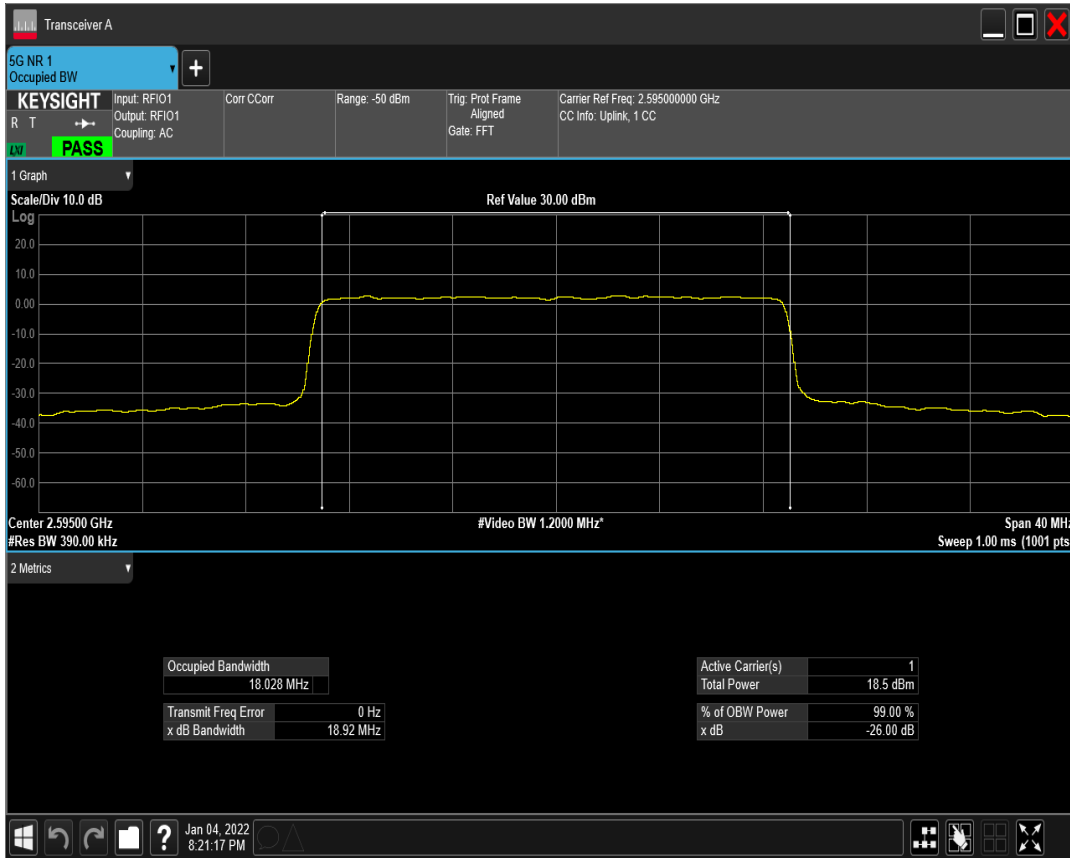 Transceiver A
5G NR 1
Occupied BW
KEYSIGHT
R T
LXI
PASS
Input: RFIO1
Output: RFIO1
Coupling: AC
Corr CCorr
Range: -50 dBm
Trig: Prot Frame
Aligned
Gate: FFT
Carrier Ref Freq: 2.595000000 GHz
CC Info: Uplink, 1 CC
1 Graph
Scale/Div 10.0 dB
Ref Value 30.00 dBm
Log
20.0
10.0
0.00
-10.0
-20.0
-30.0
-40.0
-50.0
-60.0
Center 2.59500 GHz
#Video BW 1.2000 MHz*
Span 40 MHz
#Res BW 390.00 kHz
Sweep 1.00 ms (1001 pts
2 Metrics
Occupied Bandwidth
18.028 MHz
Transmit Freq Error 0 Hz
x dB Bandwidth 18.92 MHz
Active Carrier(s) 1
Total Power 18.5 dBm
% of OBW Power 99.00 %
x dB -26.00 dB
?
Jan 04, 2022
8:21:17 PM